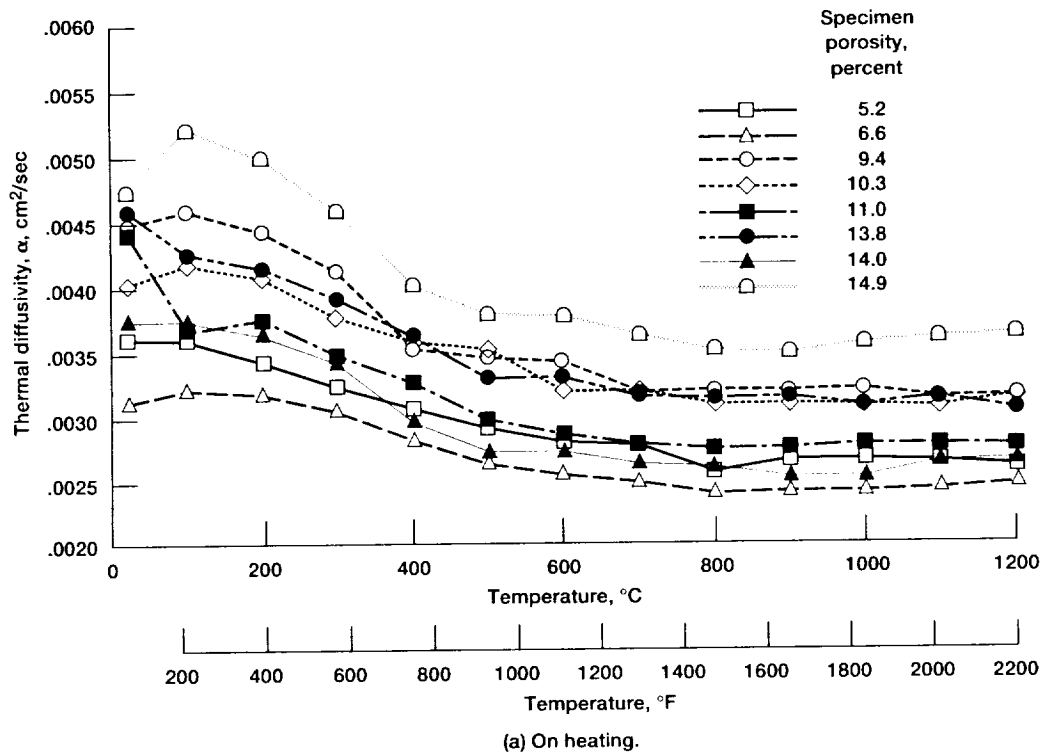 Specimen
porosity,
percent
5.2
6.6
9.4
10.3
11.0
13.8
14.0
14.9
Thermal diffusivity, α, cm²/sec
.0060
.0055
.0050
.0045
.0040
.0035
.0030
.0025
.0020
0 200 400 600 800 1000 1200
Temperature, °C
200 400 600 800 1000 1200 1400 1600 1800 2000 2200
Temperature, °F
(a) On heating.